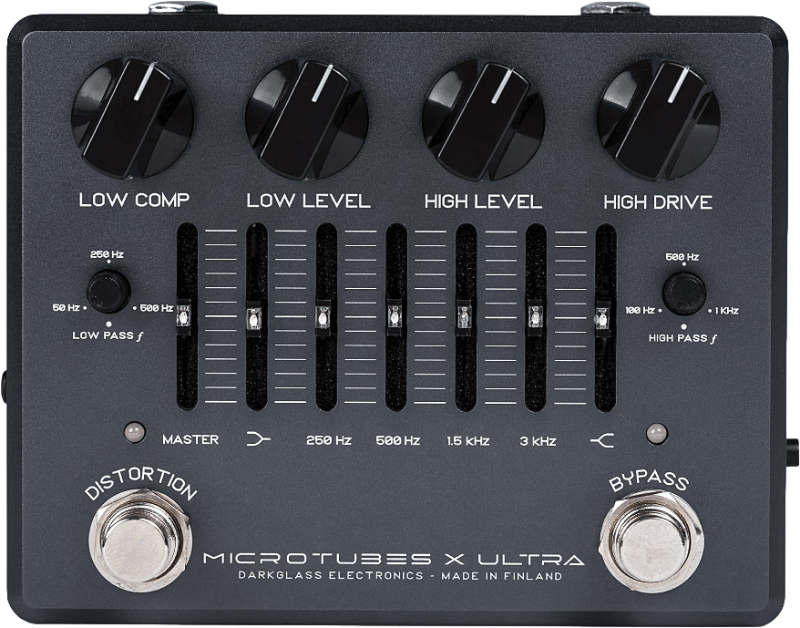 LOW COMP LOW LEVEL HIGH LEVEL HIGH DRIVE
250 Hz
50 Hz 500 Hz
LOW PASS ƒ
500 Hz
100 Hz 1 KHz
HIGH PASS ƒ
MASTER 250 Hz 500 Hz 1.5 KHz 3 KHz
DISTORTION BYPASS
MICROTUBES X ULTRA
DARKGLASS ELECTRONICS - MADE IN FINLAND